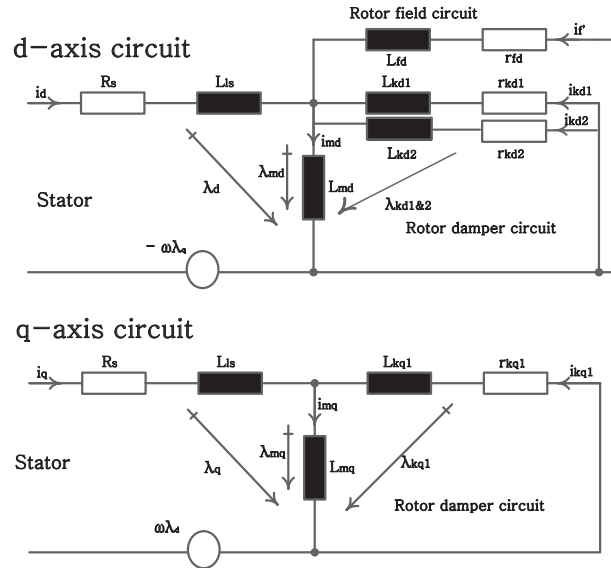 Rotor field circuit
d-axis circuit
Lfd rfd if'
id Rs Lls Lkd1 rkd1 ikd1
ikd2
imd Lkd2 rkd2
λd λmd Lmd λkd1&2
Stator
Rotor damper circuit
- ωλq
q-axis circuit
iq Rs Lls Lkq1 rkq1 ikq1
imq
λq λmq Lmq λkq1
Stator
Rotor damper circuit
ωλd